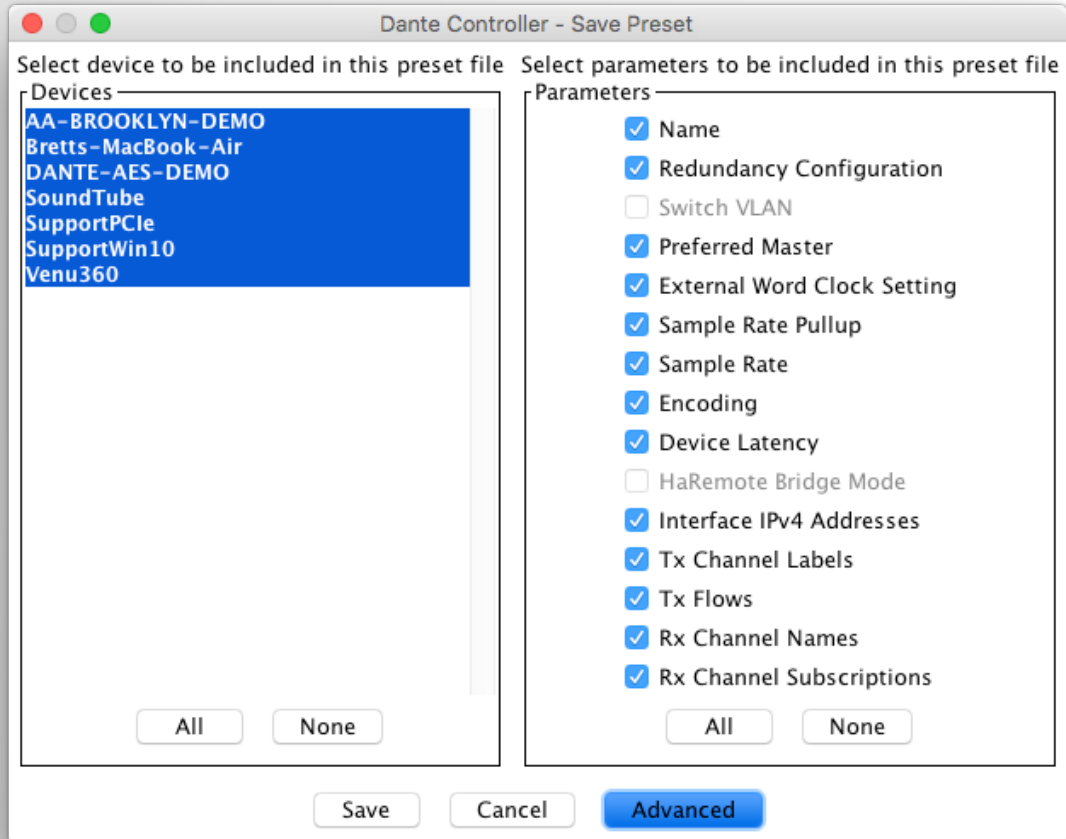 Dante Controller - Save Preset
Select device to be included in this preset file
Devices
AA-BROOKLYN-DEMO
Bretts-MacBook-Air
DANTE-AES-DEMO
SoundTube
SupportPCIe
SupportWin10
Venu360
All None
Select parameters to be included in this preset file
Parameters
Name
Redundancy Configuration
Switch VLAN
Preferred Master
External Word Clock Setting
Sample Rate Pullup
Sample Rate
Encoding
Device Latency
HaRemote Bridge Mode
Interface IPv4 Addresses
Tx Channel Labels
Tx Flows
Rx Channel Names
Rx Channel Subscriptions
All None
Save Cancel Advanced